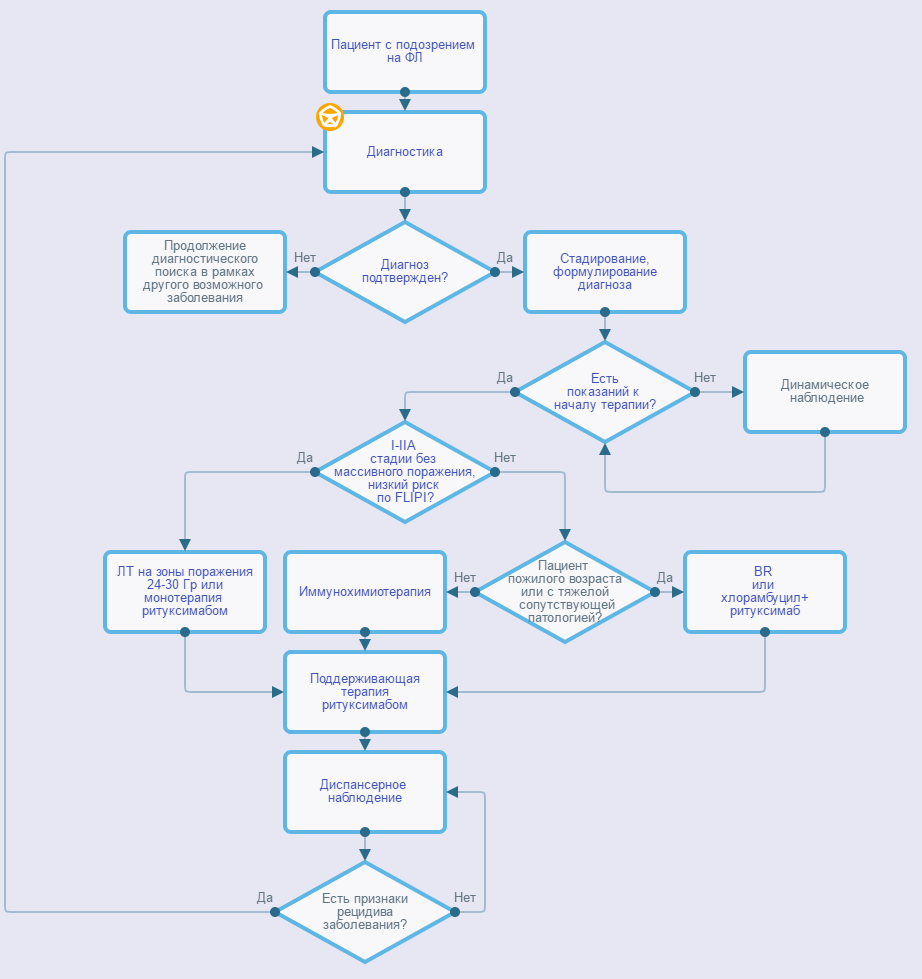 Пациент с подозрением
на ФЛ
Диагностика
Продолжение
диагностического
поиска в рамках
другого возможного
заболевания
Нет
Диагноз
подтвержден?
Да
Стадирование,
формулирование
диагноза
Да
Есть
показаний к
началу терапии?
Нет
Динамическое
наблюдение
Да
I-IIA
стадии без
массивного поражения,
низкий риск
по FLIPI?
Нет
ЛТ на зоны поражения
24-30 Гр или
монотерапия
ритуксимабом
Иммунохимиотерапия
Нет
Пациент
пожилого возраста
или с тяжелой
сопутствующей
патологией?
Да
BR
или
хлорамбуцил+
ритуксимаб
Поддерживающая
терапия
ритуксимабом
Диспансерное
наблюдение
Да
Есть признаки
рецидива
заболевания?
Нет